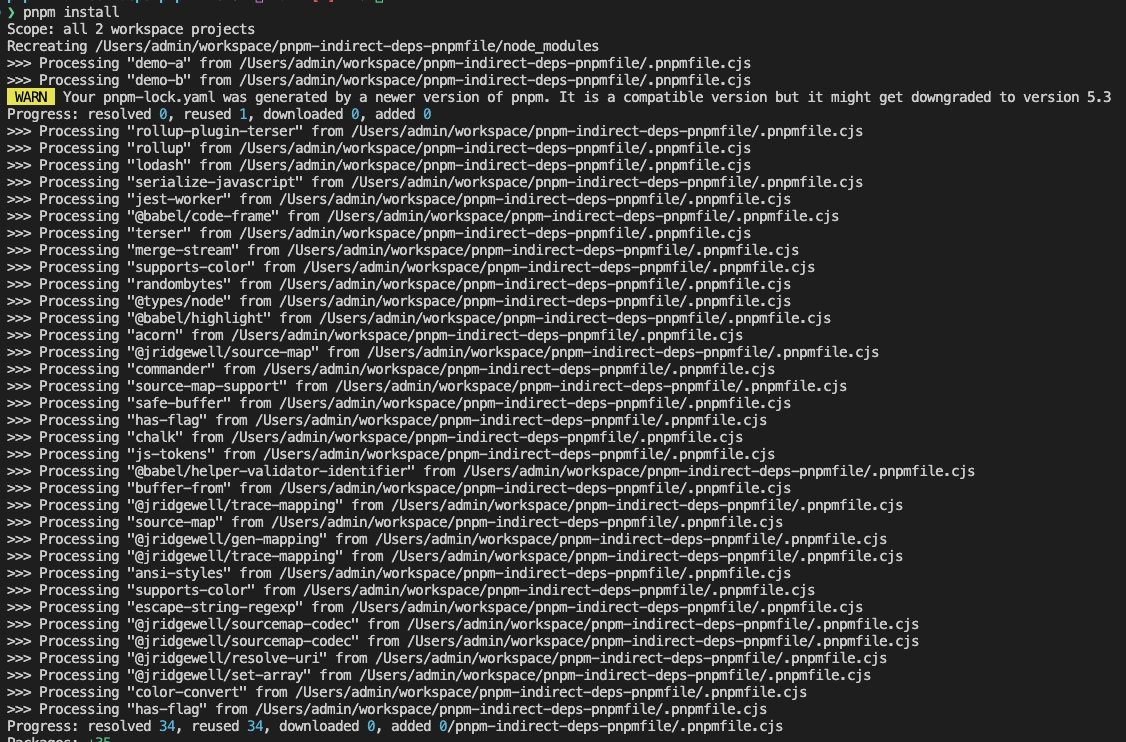 ❯ pnpm install
Scope: all 2 workspace projects
Recreating /Users/admin/workspace/pnpm-indirect-deps-pnpmfile/node_modules
>>> Processing "demo-a" from /Users/admin/workspace/pnpm-indirect-deps-pnpmfile/.pnpmfile.cjs
>>> Processing "demo-b" from /Users/admin/workspace/pnpm-indirect-deps-pnpmfile/.pnpmfile.cjs
WARN Your pnpm-lock.yaml was generated by a newer version of pnpm. It is a compatible version but it might get downgraded to version 5.3
Progress: resolved 0, reused 1, downloaded 0, added 0
>>> Processing "rollup-plugin-terser" from /Users/admin/workspace/pnpm-indirect-deps-pnpmfile/.pnpmfile.cjs
>>> Processing "rollup" from /Users/admin/workspace/pnpm-indirect-deps-pnpmfile/.pnpmfile.cjs
>>> Processing "lodash" from /Users/admin/workspace/pnpm-indirect-deps-pnpmfile/.pnpmfile.cjs
>>> Processing "serialize-javascript" from /Users/admin/workspace/pnpm-indirect-deps-pnpmfile/.pnpmfile.cjs
>>> Processing "jest-worker" from /Users/admin/workspace/pnpm-indirect-deps-pnpmfile/.pnpmfile.cjs
>>> Processing "@babel/code-frame" from /Users/admin/workspace/pnpm-indirect-deps-pnpmfile/.pnpmfile.cjs
>>> Processing "terser" from /Users/admin/workspace/pnpm-indirect-deps-pnpmfile/.pnpmfile.cjs
>>> Processing "merge-stream" from /Users/admin/workspace/pnpm-indirect-deps-pnpmfile/.pnpmfile.cjs
>>> Processing "supports-color" from /Users/admin/workspace/pnpm-indirect-deps-pnpmfile/.pnpmfile.cjs
>>> Processing "randombytes" from /Users/admin/workspace/pnpm-indirect-deps-pnpmfile/.pnpmfile.cjs
>>> Processing "@types/node" from /Users/admin/workspace/pnpm-indirect-deps-pnpmfile/.pnpmfile.cjs
>>> Processing "@babel/highlight" from /Users/admin/workspace/pnpm-indirect-deps-pnpmfile/.pnpmfile.cjs
>>> Processing "acorn" from /Users/admin/workspace/pnpm-indirect-deps-pnpmfile/.pnpmfile.cjs
>>> Processing "@jridgewell/source-map" from /Users/admin/workspace/pnpm-indirect-deps-pnpmfile/.pnpmfile.cjs
>>> Processing "commander" from /Users/admin/workspace/pnpm-indirect-deps-pnpmfile/.pnpmfile.cjs
>>> Processing "source-map-support" from /Users/admin/workspace/pnpm-indirect-deps-pnpmfile/.pnpmfile.cjs
>>> Processing "safe-buffer" from /Users/admin/workspace/pnpm-indirect-deps-pnpmfile/.pnpmfile.cjs
>>> Processing "has-flag" from /Users/admin/workspace/pnpm-indirect-deps-pnpmfile/.pnpmfile.cjs
>>> Processing "chalk" from /Users/admin/workspace/pnpm-indirect-deps-pnpmfile/.pnpmfile.cjs
>>> Processing "js-tokens" from /Users/admin/workspace/pnpm-indirect-deps-pnpmfile/.pnpmfile.cjs
>>> Processing "@babel/helper-validator-identifier" from /Users/admin/workspace/pnpm-indirect-deps-pnpmfile/.pnpmfile.cjs
>>> Processing "buffer-from" from /Users/admin/workspace/pnpm-indirect-deps-pnpmfile/.pnpmfile.cjs
>>> Processing "@jridgewell/trace-mapping" from /Users/admin/workspace/pnpm-indirect-deps-pnpmfile/.pnpmfile.cjs
>>> Processing "source-map" from /Users/admin/workspace/pnpm-indirect-deps-pnpmfile/.pnpmfile.cjs
>>> Processing "@jridgewell/gen-mapping" from /Users/admin/workspace/pnpm-indirect-deps-pnpmfile/.pnpmfile.cjs
>>> Processing "@jridgewell/trace-mapping" from /Users/admin/workspace/pnpm-indirect-deps-pnpmfile/.pnpmfile.cjs
>>> Processing "ansi-styles" from /Users/admin/workspace/pnpm-indirect-deps-pnpmfile/.pnpmfile.cjs
>>> Processing "supports-color" from /Users/admin/workspace/pnpm-indirect-deps-pnpmfile/.pnpmfile.cjs
>>> Processing "escape-string-regexp" from /Users/admin/workspace/pnpm-indirect-deps-pnpmfile/.pnpmfile.cjs
>>> Processing "@jridgewell/sourcemap-codec" from /Users/admin/workspace/pnpm-indirect-deps-pnpmfile/.pnpmfile.cjs
>>> Processing "@jridgewell/sourcemap-codec" from /Users/admin/workspace/pnpm-indirect-deps-pnpmfile/.pnpmfile.cjs
>>> Processing "@jridgewell/resolve-uri" from /Users/admin/workspace/pnpm-indirect-deps-pnpmfile/.pnpmfile.cjs
>>> Processing "@jridgewell/set-array" from /Users/admin/workspace/pnpm-indirect-deps-pnpmfile/.pnpmfile.cjs
>>> Processing "color-convert" from /Users/admin/workspace/pnpm-indirect-deps-pnpmfile/.pnpmfile.cjs
>>> Processing "has-flag" from /Users/admin/workspace/pnpm-indirect-deps-pnpmfile/.pnpmfile.cjs
Progress: resolved 34, reused 34, downloaded 0, added 0/pnpm-indirect-deps-pnpmfile/.pnpmfile.cjs